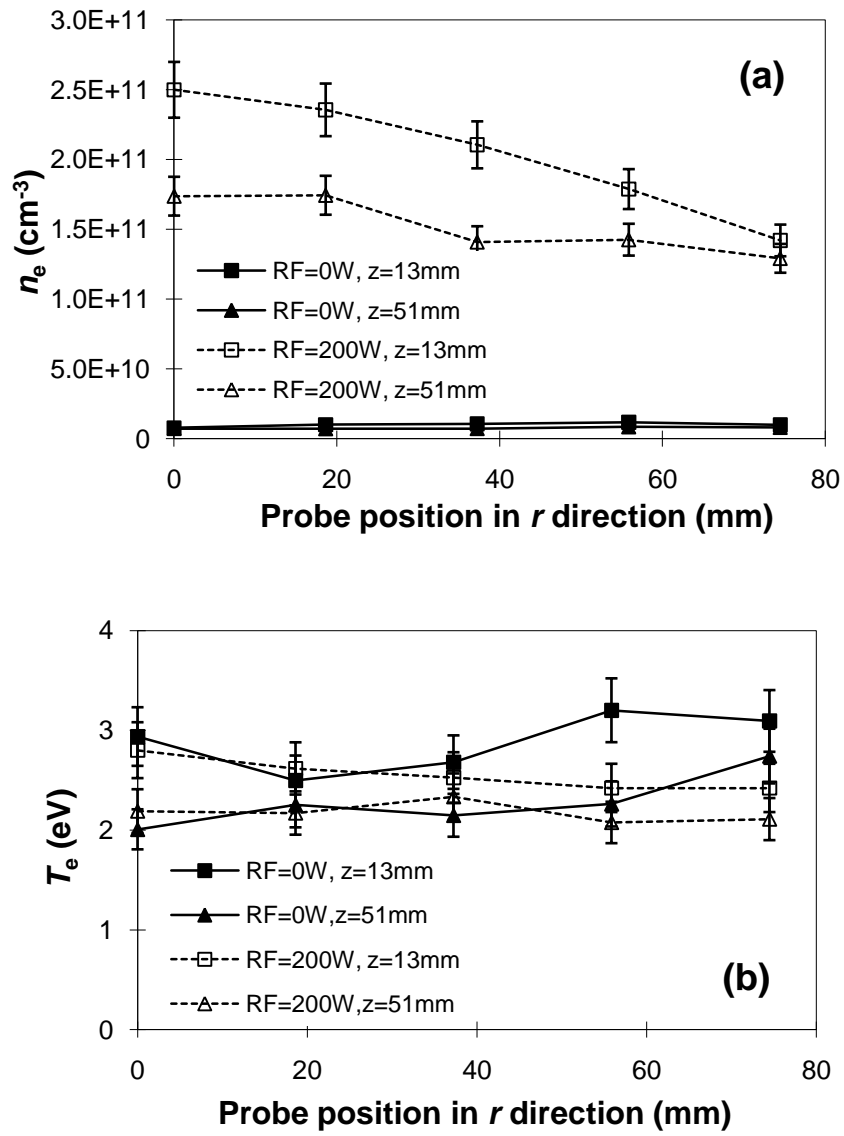 3.0E+11
(a)
2.5E+11
2.0E+11
1.5E+11
1.0E+11
5.0E+10
0
nₑ (cm⁻³)
RF=0W, z=13mm
RF=0W, z=51mm
RF=200W, z=13mm
RF=200W, z=51mm
0 20 40 60 80
Probe position in r direction (mm)
4
3
2
1
0
Tₑ (eV)
RF=0W, z=13mm
RF=0W,z=51mm
RF=200W, z=13mm
RF=200W,z=51mm
(b)
0 20 40 60 80
Probe position in r direction (mm)